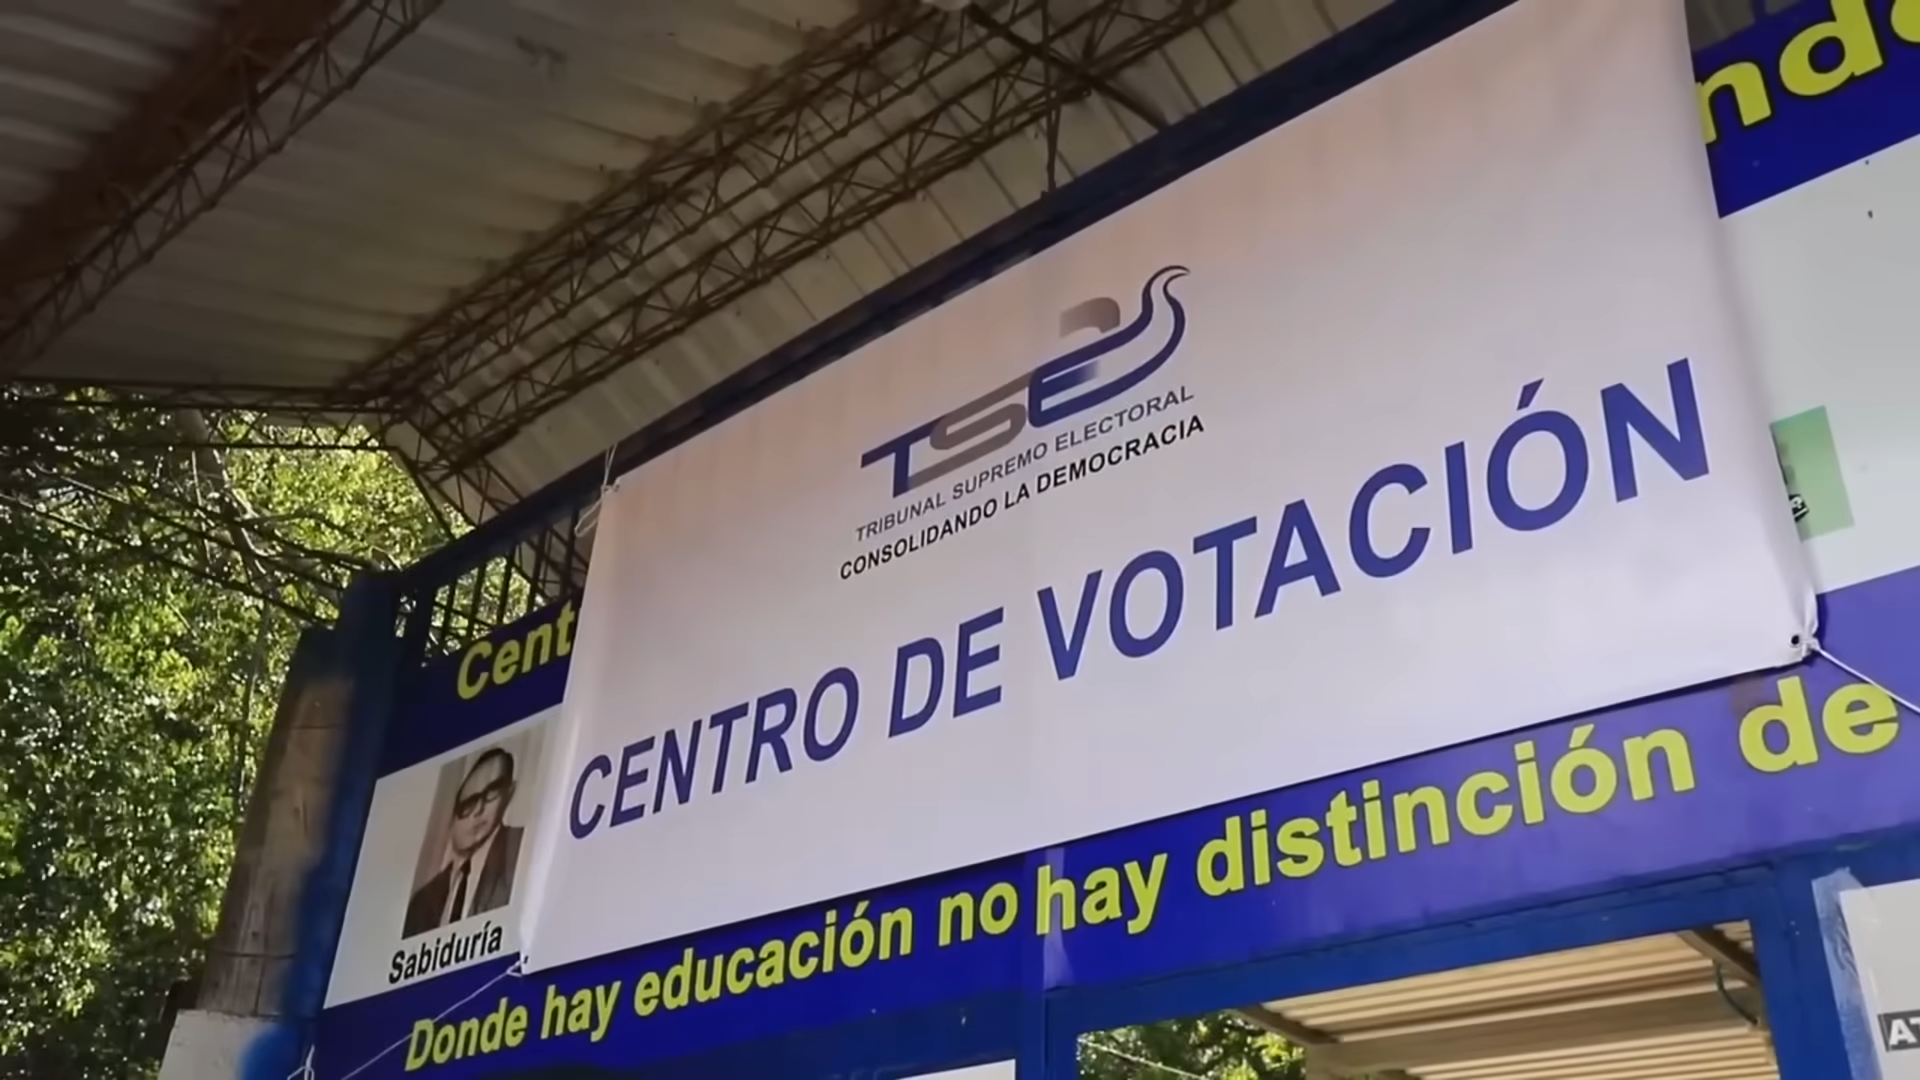 TSE
TRIBUNAL SUPREMO ELECTORAL
CONSOLIDANDO LA DEMOCRACIA
CENTRO DE VOTACIÓN
Sabiduría
Donde hay educación no hay distinción de